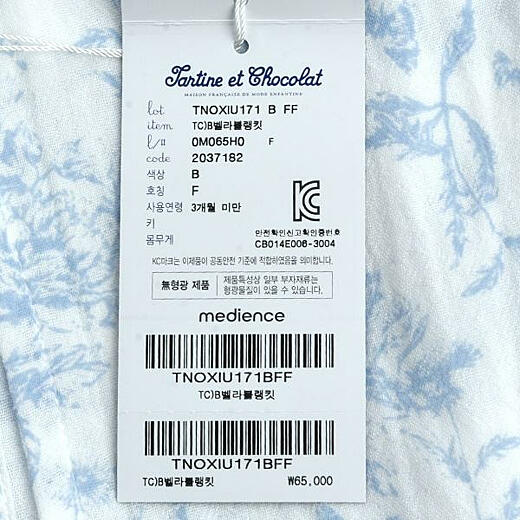 Tartine et Chocolat
MAISON FRANÇAISE DE MODE ENFANTINE
lot TNOXIU171 B FF
item TC)B벨라블랭킷
l/# 0M065H0 F
code 2037182
색상 B
호칭 F
사용연령 3개월 미만
키
몸무게
안전확인신고확인증번호
CB014E006-3004
KC마크는 이제품이 공통안전 기준에 적합하였음을 의미합니다.
無형광 제품
제품특성상 일부 부자재류는
형광물질이 있을 수 있습니다.
medience
TNOXIU171BFF
TC)B벨라블랭킷
TNOXIU171BFF
TC)B벨라블랭킷 ₩65,000